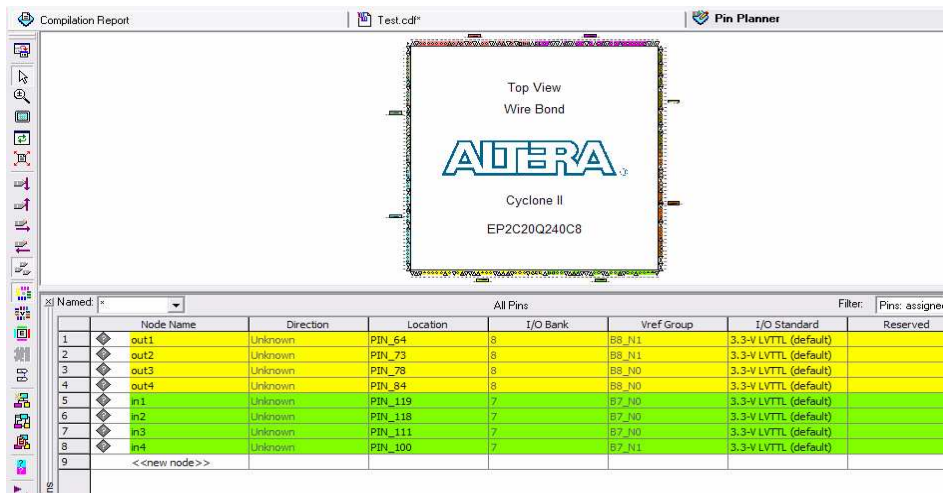 Compilation Report Test.cdf* Pin Planner
Top View
Wire Bond
ALTERA
Cyclone II
EP2C20Q240C8
Named: * All Pins Filter: Pins: assigned
Node Name Direction Location I/O Bank Vref Group I/O Standard Reserved
1 out1 Unknown PIN_64 8 B8_N1 3.3-V LVTTL (default)
2 out2 Unknown PIN_73 8 B8_N1 3.3-V LVTTL (default)
3 out3 Unknown PIN_78 8 B8_N0 3.3-V LVTTL (default)
4 out4 Unknown PIN_84 8 B8_N0 3.3-V LVTTL (default)
5 in1 Unknown PIN_119 7 B7_N0 3.3-V LVTTL (default)
6 in2 Unknown PIN_118 7 B7_N0 3.3-V LVTTL (default)
7 in3 Unknown PIN_111 7 B7_N0 3.3-V LVTTL (default)
8 in4 Unknown PIN_100 7 B7_N1 3.3-V LVTTL (default)
9 <<new node>>